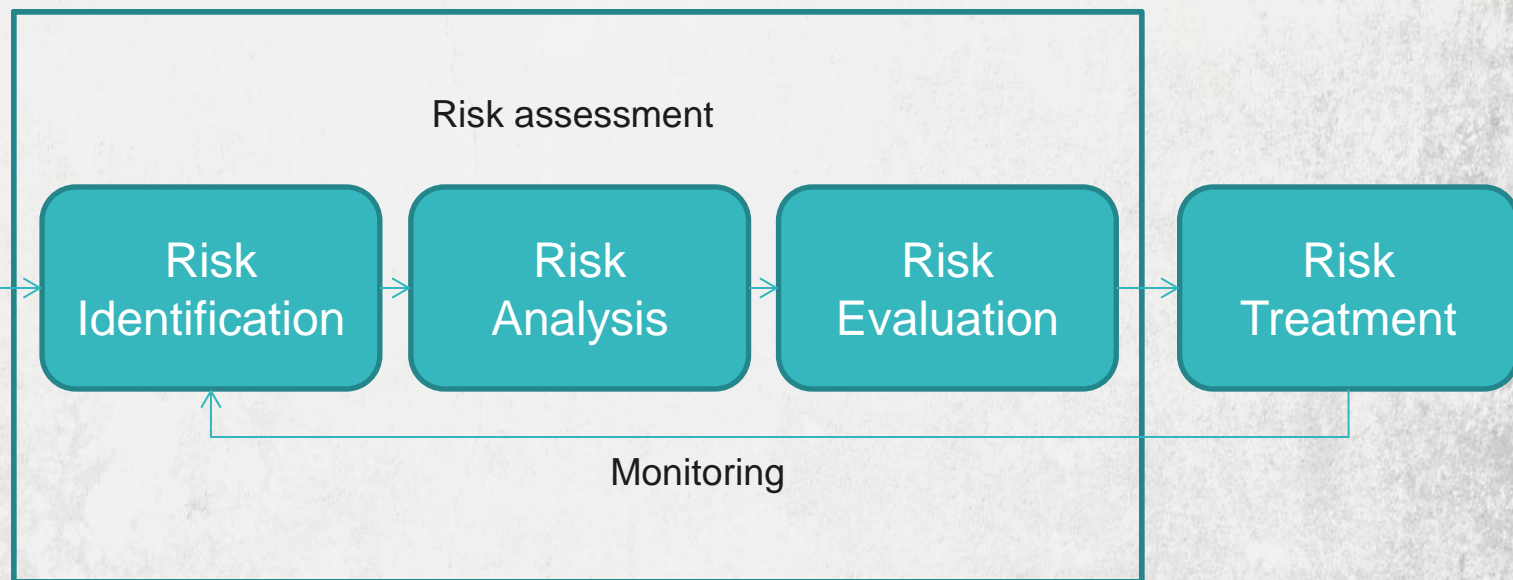 Risk assessment
Risk
Identification
Risk
Analysis
Risk
Evaluation
Risk
Treatment
Monitoring